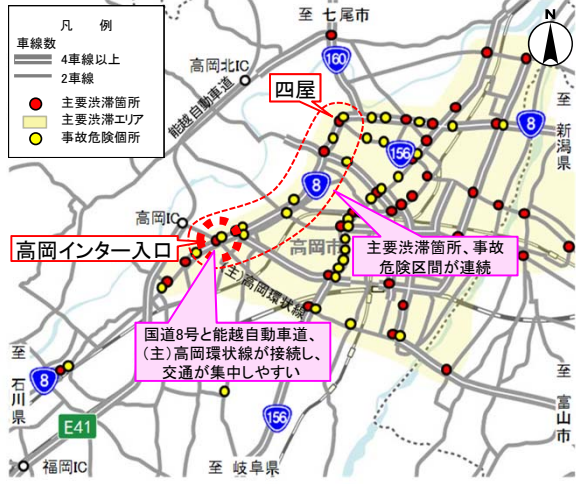 凡　例
車線数
4車線以上
2車線
主要渋滞箇所
主要渋滞エリア
事故危険個所
至 七尾市
N
160
高岡北IC
能越自動車道
四屋
8
至 新潟県
156
8
高岡IC
高岡インター入口
高岡市
主要渋滞箇所、事故
危険区間が連続
(主)高岡環状線
国道8号と能越自動車道、
(主)高岡環状線が接続し、
交通が集中しやすい
至 石川県
8
E41
156
至 富山市
福岡IC
至 岐阜県